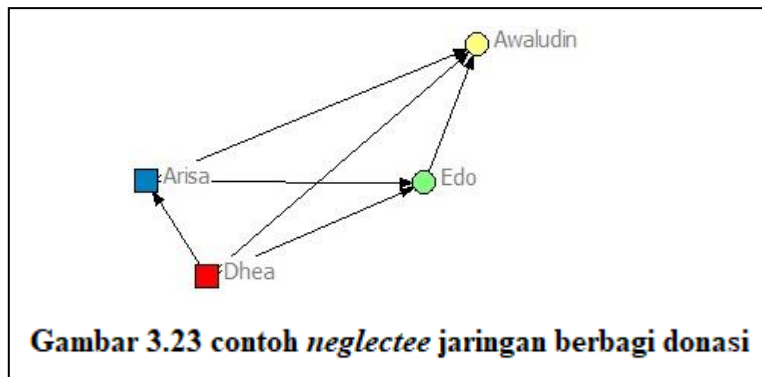 Awaludin
Arisa
Edo
Dhea
Gambar 3.23 contoh neglectee jaringan berbagi donasi